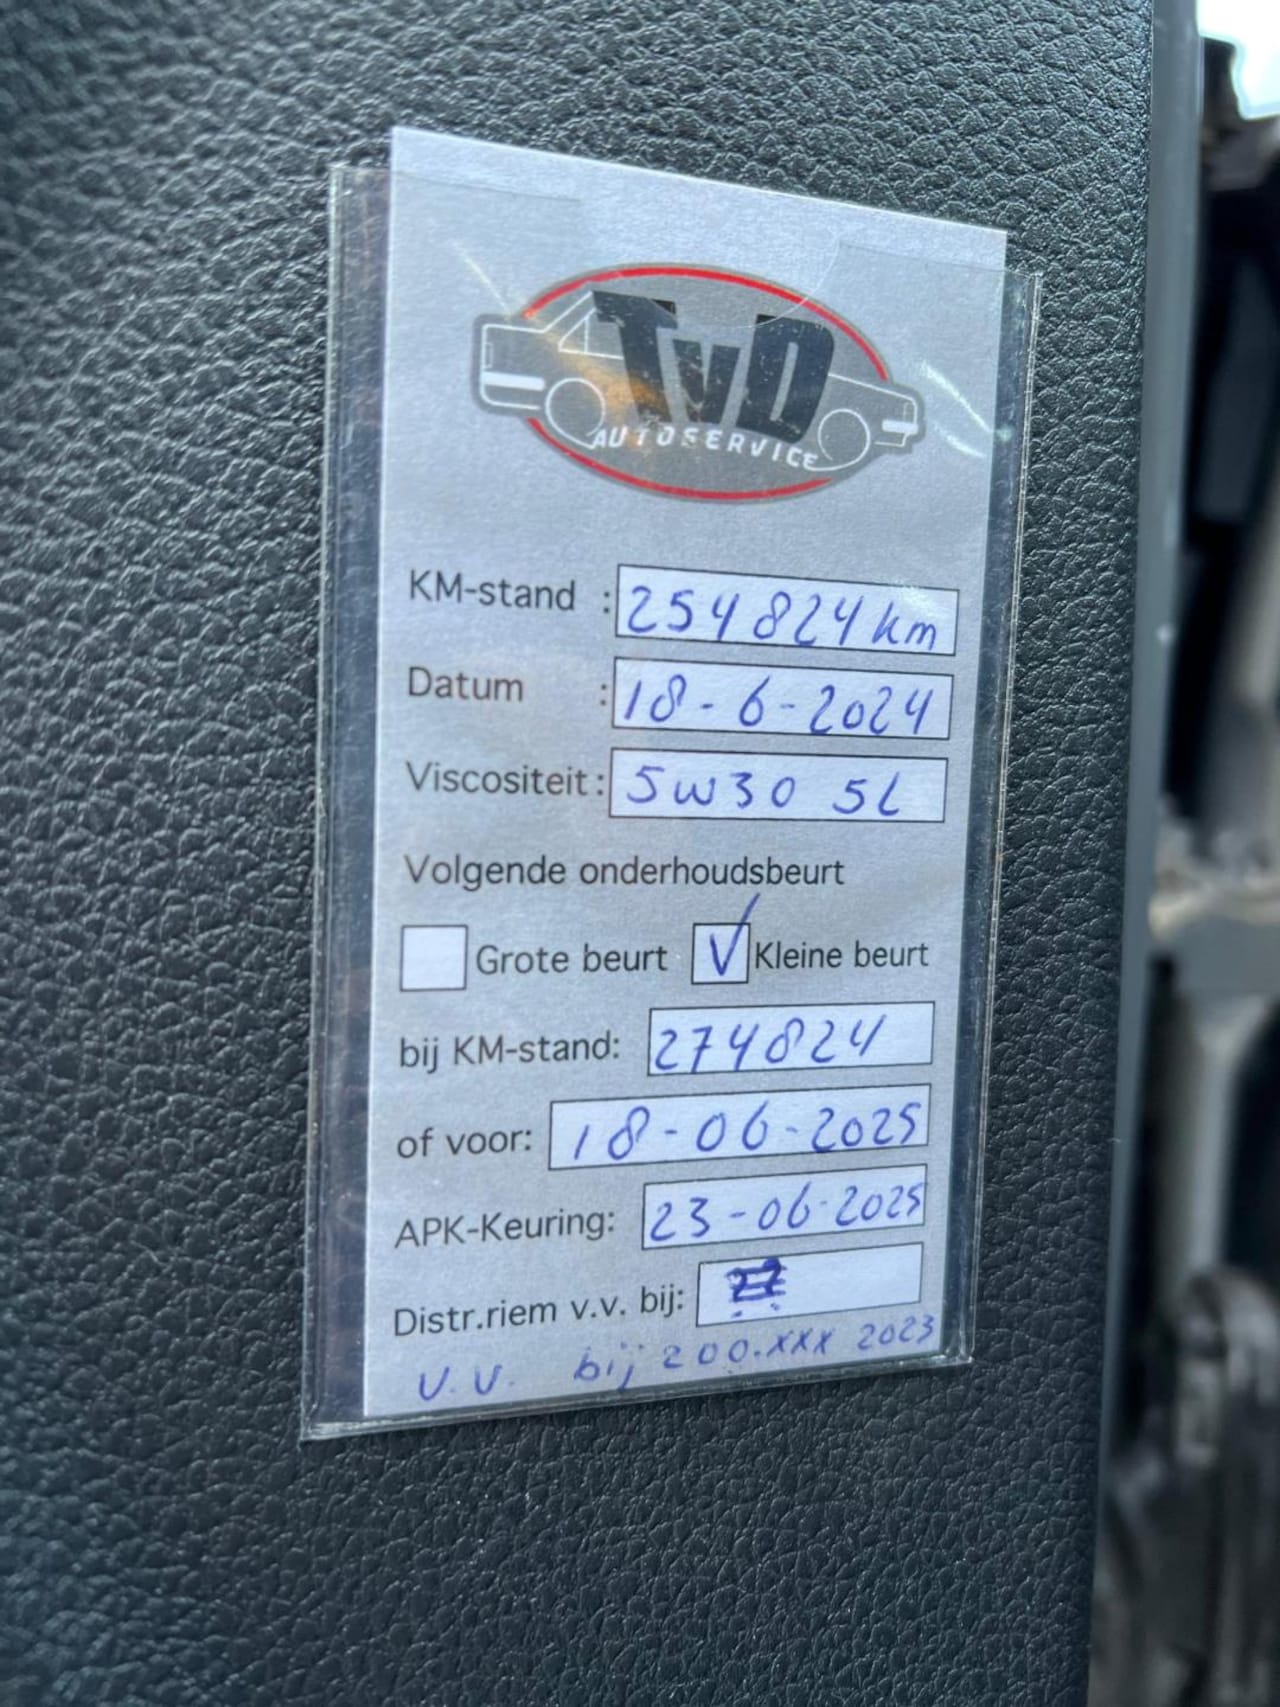 TvD
AUTOSERVICE
KM-stand : 254824 km
Datum : 18-6-2024
Viscositeit : 5W30 5L
Volgende onderhoudsbeurt
Grote beurt V Kleine beurt
bij KM-stand: 274824
of voor: 18-06-2025
APK-Keuring: 23-06-2025
Distr.riem v.v. bij:
V.V. bij 200.xxx 2023